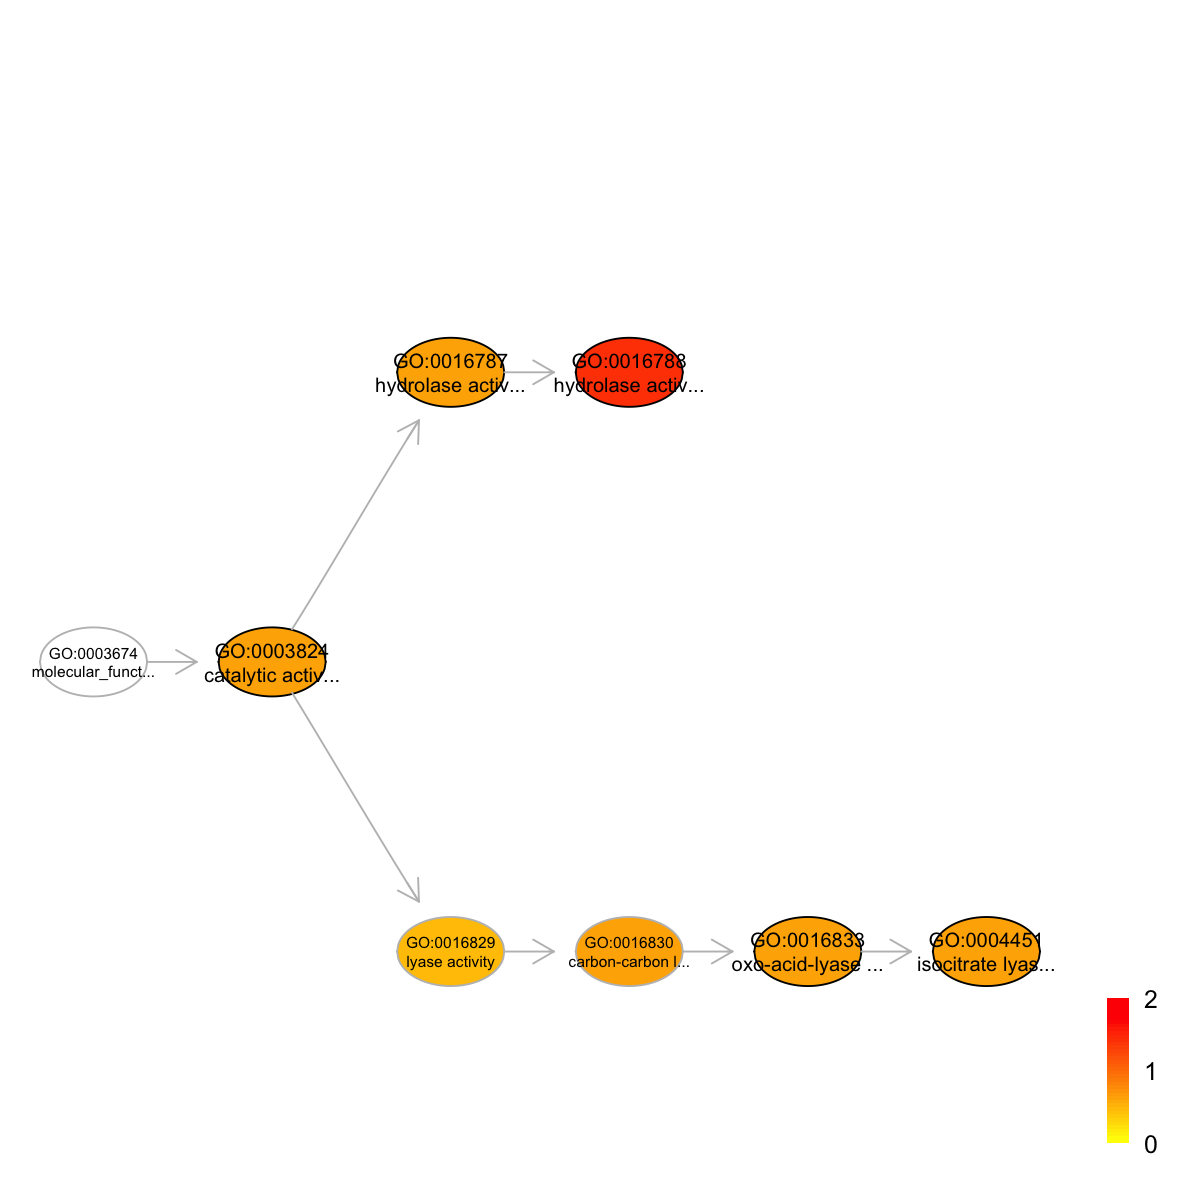 GO:0016787
hydrolase activ...
GO:0016788
hydrolase activ...
GO:0003674
molecular_funct...
GO:0003824
catalytic activ...
GO:0016829
lyase activity
GO:0016830
carbon-carbon l...
GO:0016833
oxo-acid-lyase ...
GO:0004451
isocitrate lyas...
2
1
0